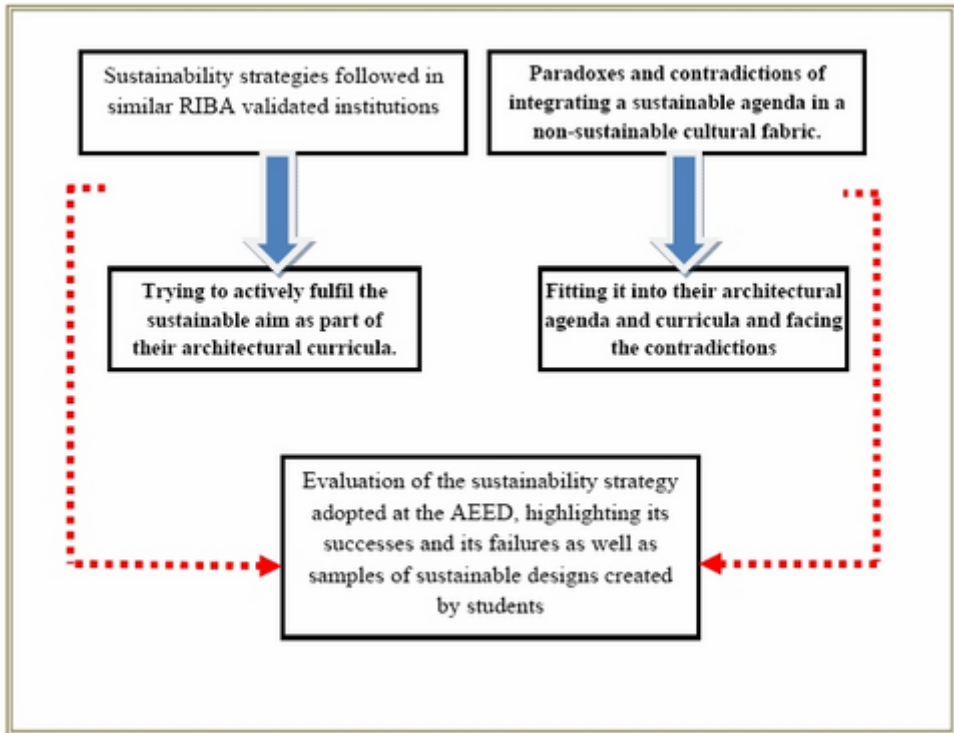 Sustainability strategies followed in
similar RIBA validated institutions
Paradoxes and contradictions of
integrating a sustainable agenda in a
non-sustainable cultural fabric.
Trying to actively fulfil the
sustainable aim as part of
their architectural curricula.
Fitting it into their architectural
agenda and curricula and facing
the contradictions
Evaluation of the sustainability strategy
adopted at the AEED, highlighting its
successes and its failures as well as
samples of sustainable designs created
by students